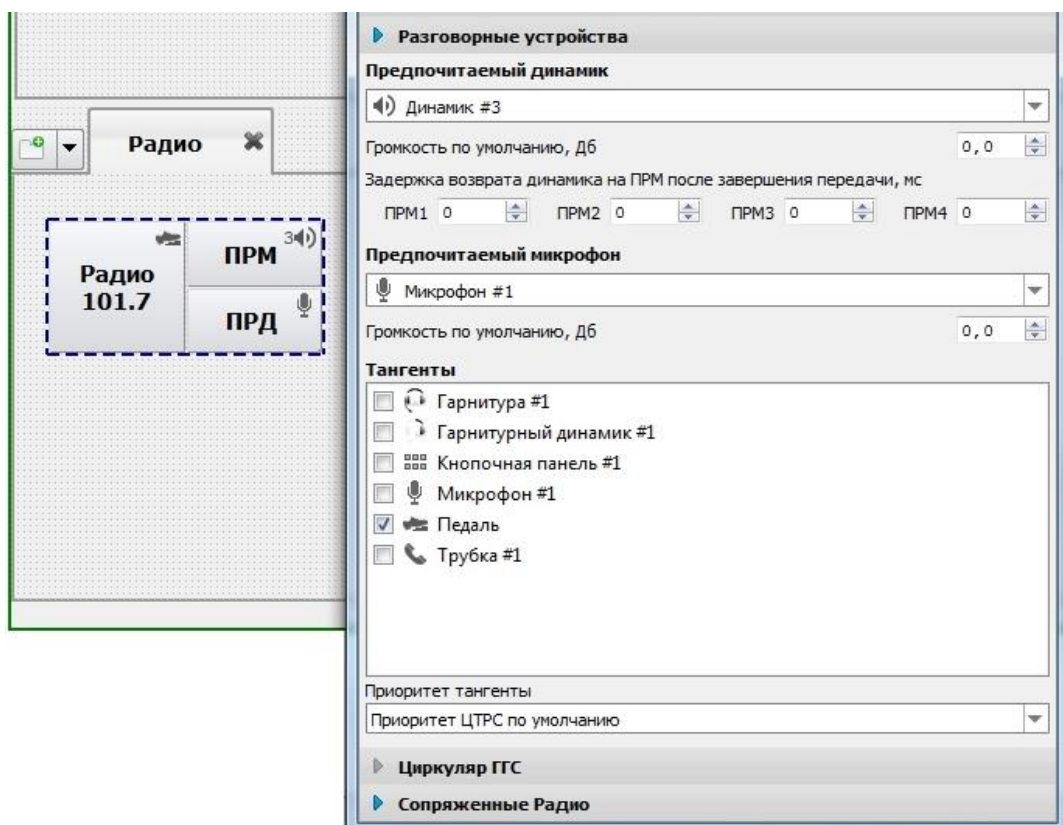 Разговорные устройства
Предпочитаемый динамик
Динамик #3
Громкость по умолчанию, Дб 0,0
Задержка возврата динамика на ПРМ после завершения передачи, мс
ПРМ1 0 ПРМ2 0 ПРМ3 0 ПРМ4 0
Предпочитаемый микрофон
Микрофон #1
Громкость по умолчанию, Дб 0,0
Тангенты
Гарнитура #1
Гарнитурный динамик #1
Кнопочная панель #1
Микрофон #1
Педаль
Трубка #1
Приоритет тангенты
Приоритет ЦТРС по умолчанию
Циркуляр ГГС
Сопряженные Радио
Радио
Радио
101.7
ПРМ 3
ПРД